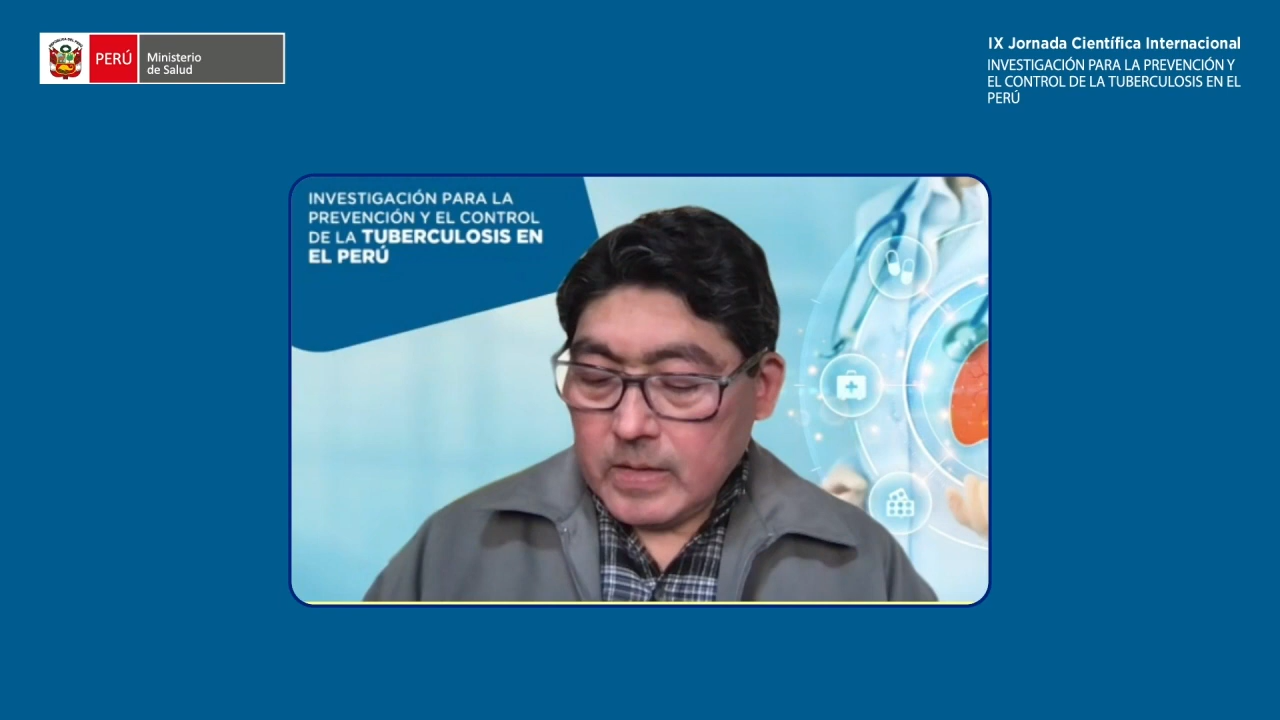 PERÚ
Ministerio
de Salud
IX Jornada Científica Internacional
INVESTIGACIÓN PARA LA PREVENCIÓN Y
EL CONTROL DE LA TUBERCULOSIS EN EL
PERÚ
INVESTIGACIÓN PARA LA
PREVENCIÓN Y EL CONTROL
DE LA TUBERCULOSIS EN
EL PERÚ